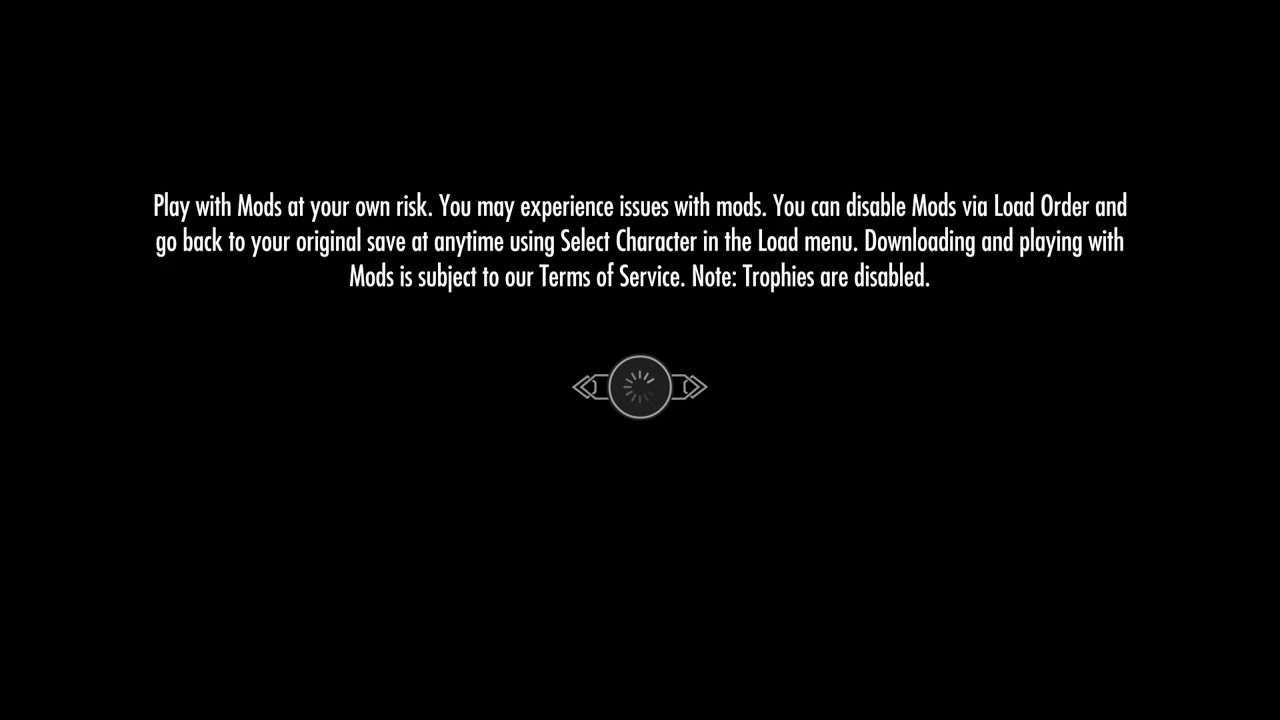 Play with Mods at your own risk. You may experience issues with mods. You can disable Mods via Load Order and
go back to your original save at anytime using Select Character in the Load menu. Downloading and playing with
Mods is subject to our Terms of Service. Note: Trophies are disabled.